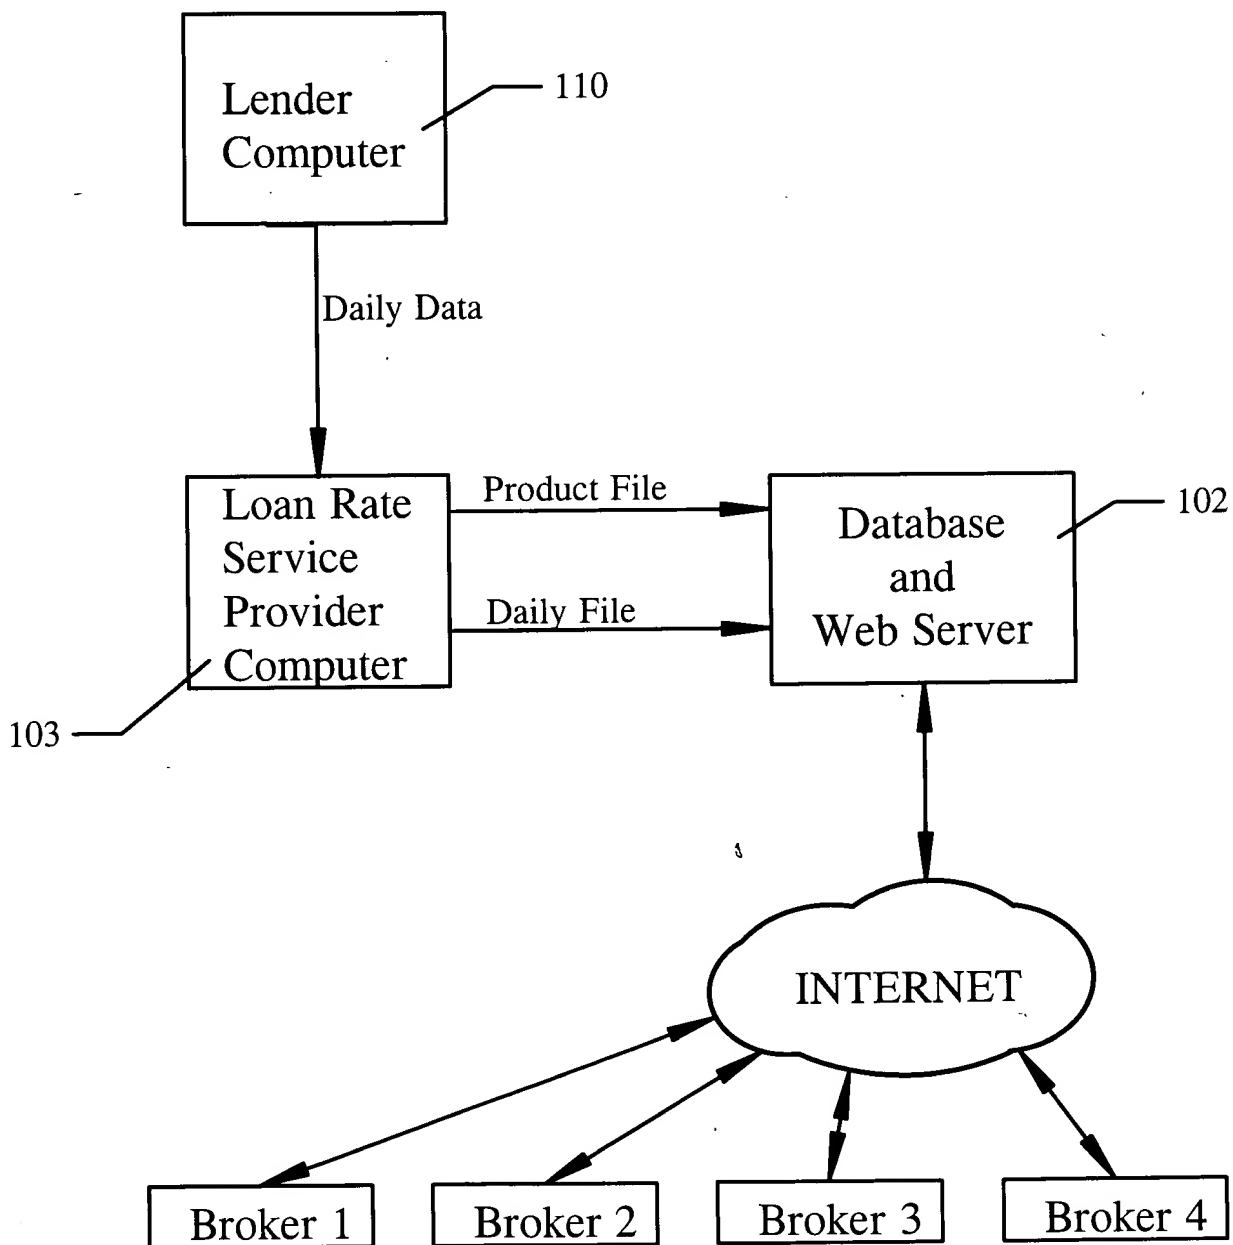 Lender
Computer
110
Daily Data
Loan Rate
Service
Provider
Computer
103
Product File
Daily File
Database
and
Web Server
102
INTERNET
Broker 1
Broker 2
Broker 3
Broker 4